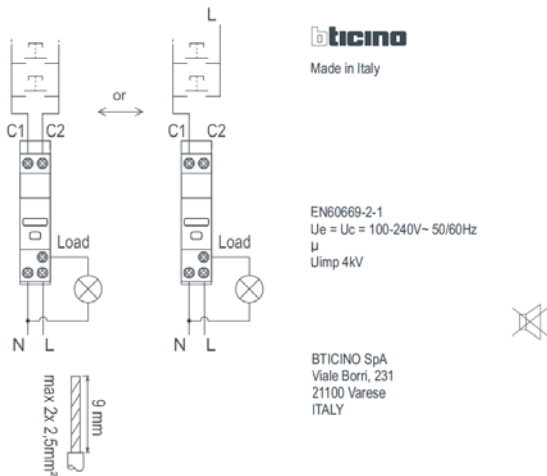 L
bticino
Made in Italy
or
C1 C2
C1 C2
EN60669-2-1
Ue = Uc = 100-240V~ 50/60Hz
μ
Uimp 4kV
Load
Load
N L
N L
BTICINO SpA
Viale Borri, 231
21100 Varese
ITALY
9 mm
max 2x 2,5mm²